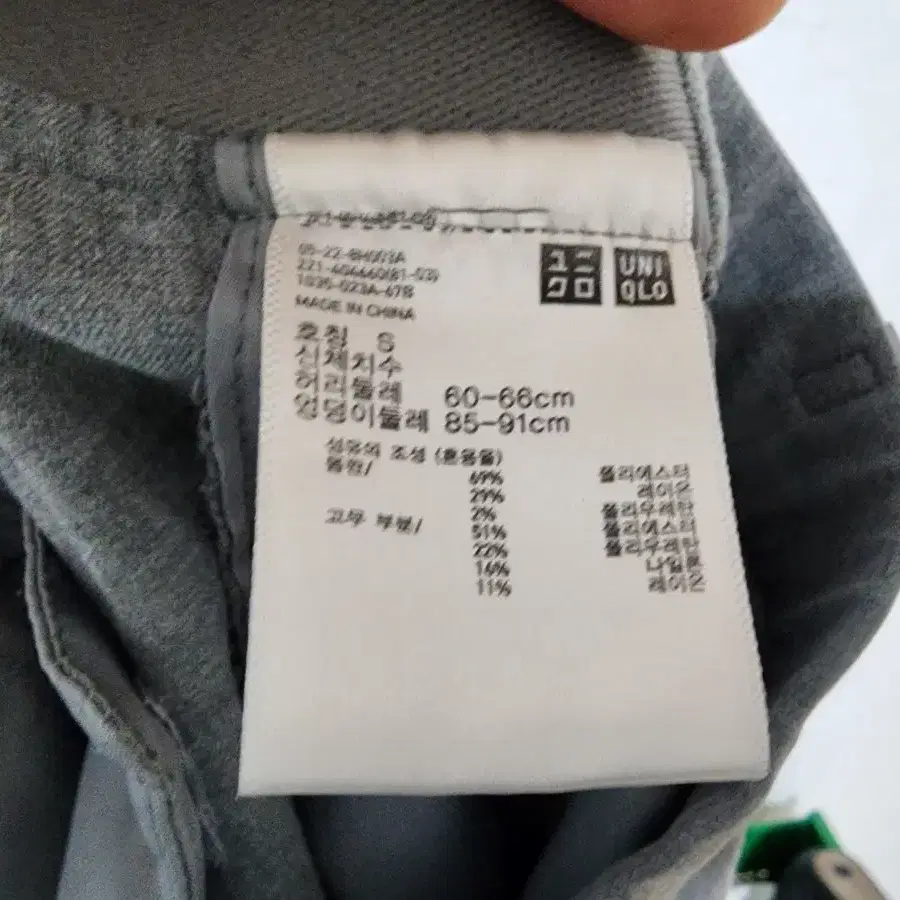 ユニ
クロ
UNI
QLO
05-22-BH003A
221-406660(81-03)
1035-023A-67B
MADE IN CHINA
호칭 S
신체치수
허리둘레 60-66cm
엉덩이둘레 85-91cm
섬유의 조성 (혼용율)
몸판/ 69% 폴리에스터
29% 레이온
2% 폴리우레탄
고무 부분/ 51% 폴리에스터
22% 폴리우레탄
16% 나일론
11% 레이온